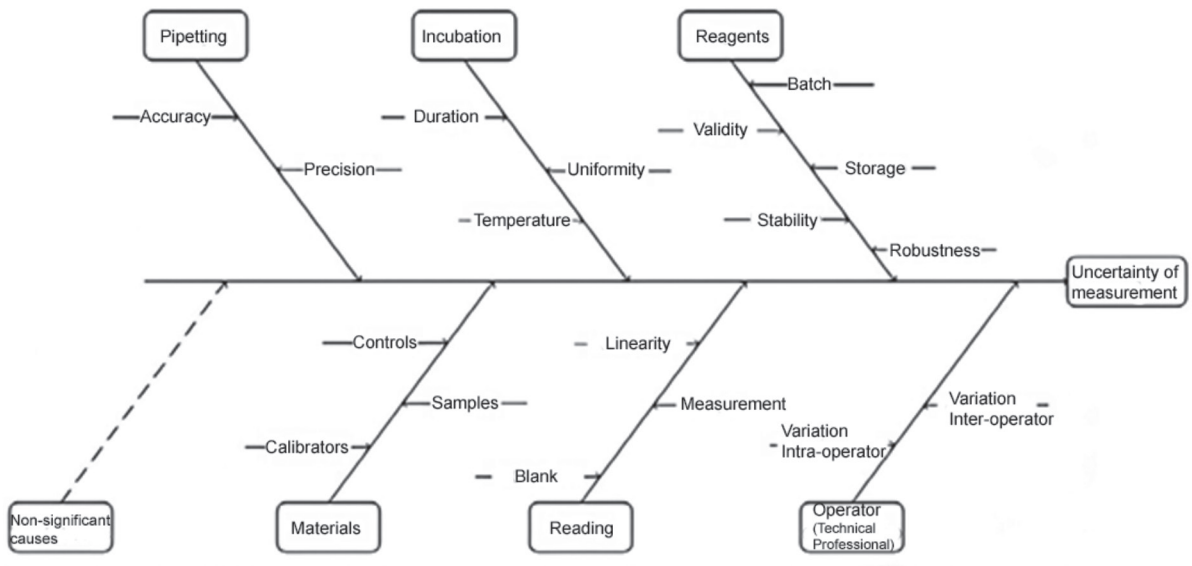 Pipetting
Incubation
Reagents
Batch
Accuracy
Duration
Validity
Precision
Uniformity
Storage
Temperature
Stability
Robustness
Uncertainty of
measurement
Controls
Linearity
Samples
Measurement
Variation
Inter-operator
Variation
Intra-operator
Calibrators
Blank
Non-significant
causes
Materials
Reading
Operator
(Technical
Professional)